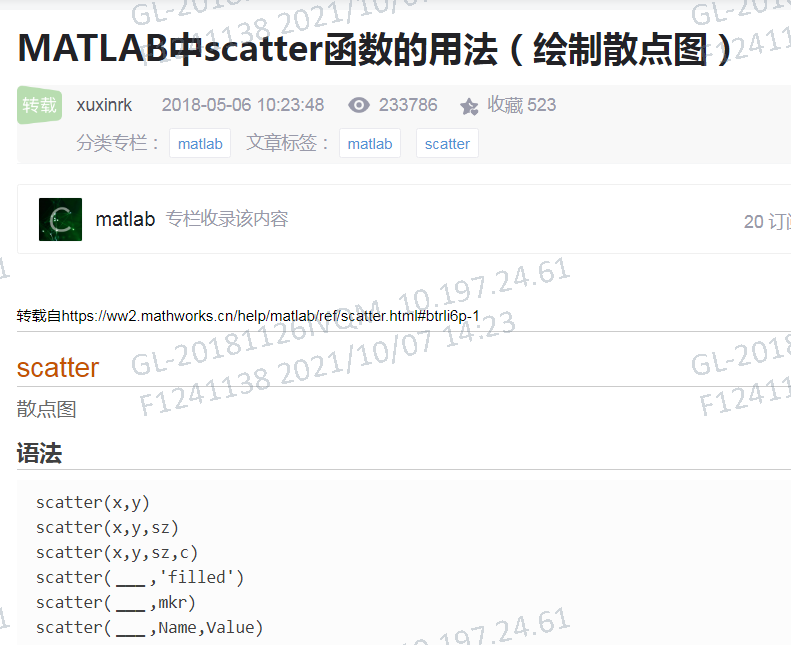 GL-2018
F1241138 2021/10/07
GL-2018
F12411
MATLAB中scatter函数的用法（绘制散点图）
转载 xuxinrk 2018-05-06 10:23:48 233786 收藏 523
分类专栏： matlab 文章标签： matlab scatter
matlab 专栏收录该内容 20 订阅
转载自https://ww2.mathworks.cn/help/matlab/ref/scatter.html#btrli6p-1
GL-20181126IVQM 10.197.24.61
F1241138 2021/10/07 14:23
GL-2018
F12411
scatter
散点图
语法
scatter(x,y)
scatter(x,y,sz)
scatter(x,y,sz,c)
scatter(___,'filled')
scatter(___,mkr)
scatter(___,Name,Value)
10.197.24.61